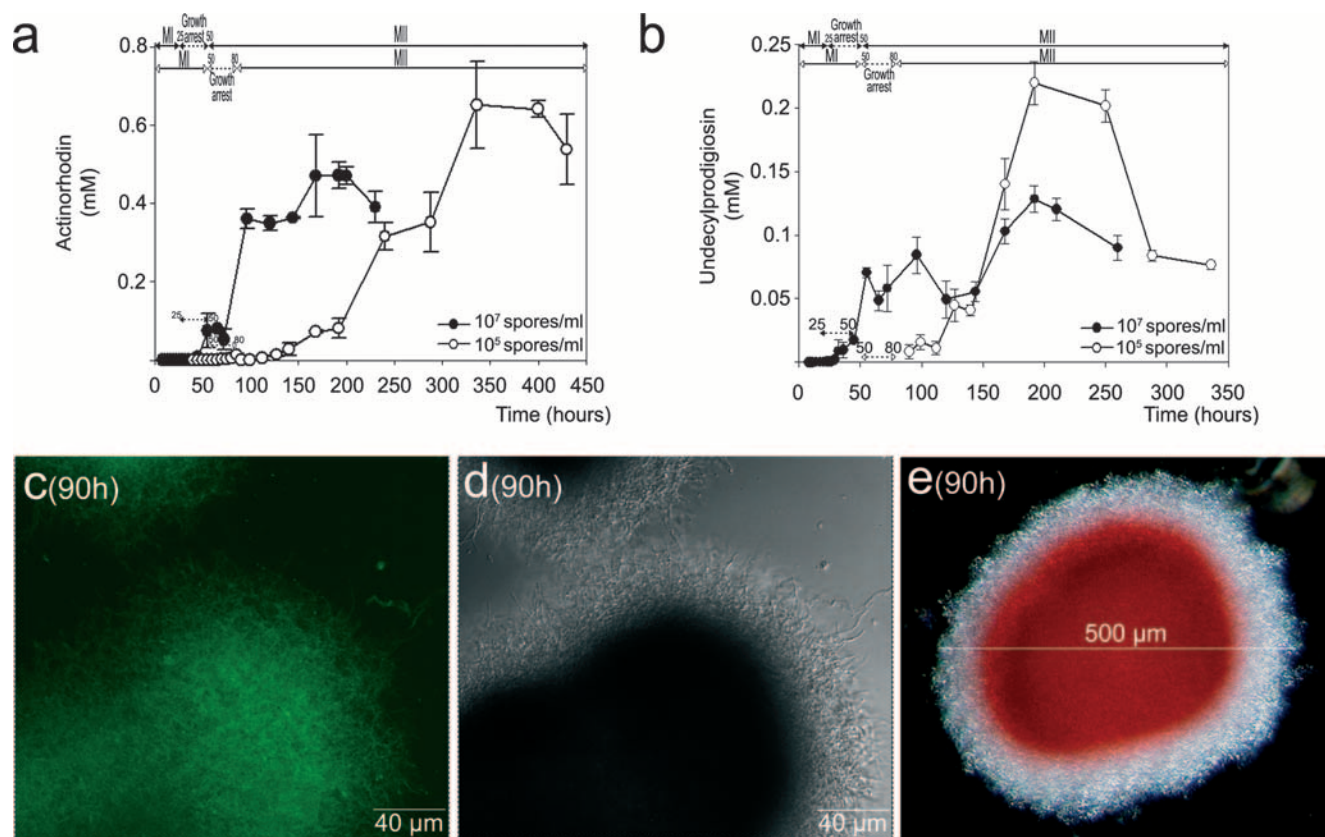 a
MI
25
Growth arrest
50
MII
MI
50
Growth arrest
80
MII
0.8
0.6
0.4
0.2
Actinorhodin
(mM)
25
50
50
80
10⁷ spores/ml
10⁵ spores/ml
0 50 100 150 200 250 300 350 400 450
Time (hours)
b
MI
25
Growth arrest
50
MII
MI
50
Growth arrest
80
MII
0.25
0.2
0.15
0.1
0.05
Undecylprodigiosin
(mM)
25
50
50
80
10⁷ spores/ml
10⁵ spores/ml
0 50 100 150 200 250 300 350
Time (hours)
c(90h)
40 µm
d(90h)
40 µm
e(90h)
500 µm